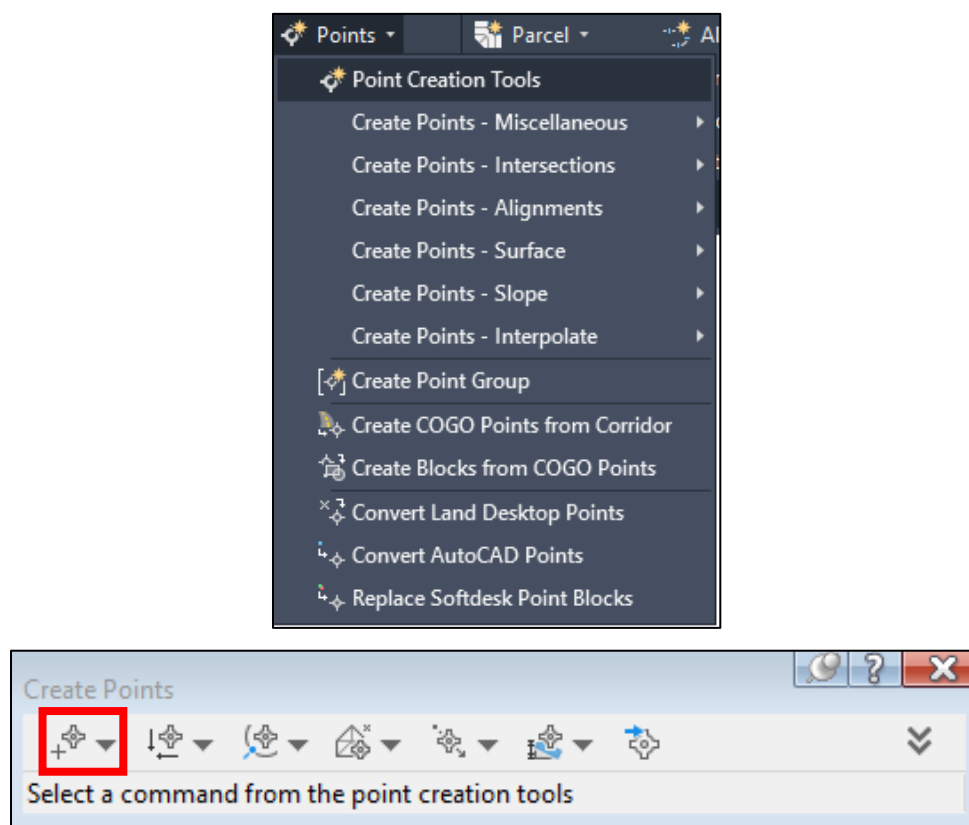 Points Parcel Al
Point Creation Tools
Create Points - Miscellaneous
Create Points - Intersections
Create Points - Alignments
Create Points - Surface
Create Points - Slope
Create Points - Interpolate
Create Point Group
Create COGO Points from Corridor
Create Blocks from COGO Points
Convert Land Desktop Points
Convert AutoCAD Points
Replace Softdesk Point Blocks
Create Points
?
Select a command from the point creation tools